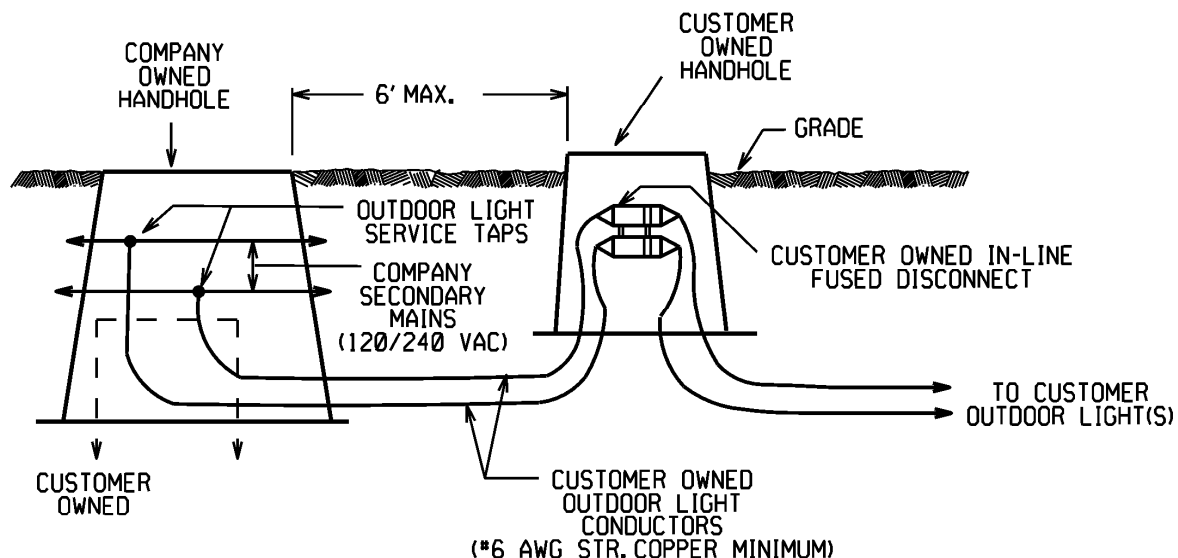 COMPANY
OWNED
HANDHOLE
6' MAX.
CUSTOMER
OWNED
HANDHOLE
GRADE
OUTDOOR LIGHT
SERVICE TAPS
COMPANY
SECONDARY
MAINS
(120/240 VAC)
CUSTOMER OWNED IN-LINE
FUSED DISCONNECT
TO CUSTOMER
OUTDOOR LIGHT(S)
CUSTOMER
OWNED
CUSTOMER OWNED
OUTDOOR LIGHT
CONDUCTORS
(#6 AWG STR. COPPER MINIMUM)